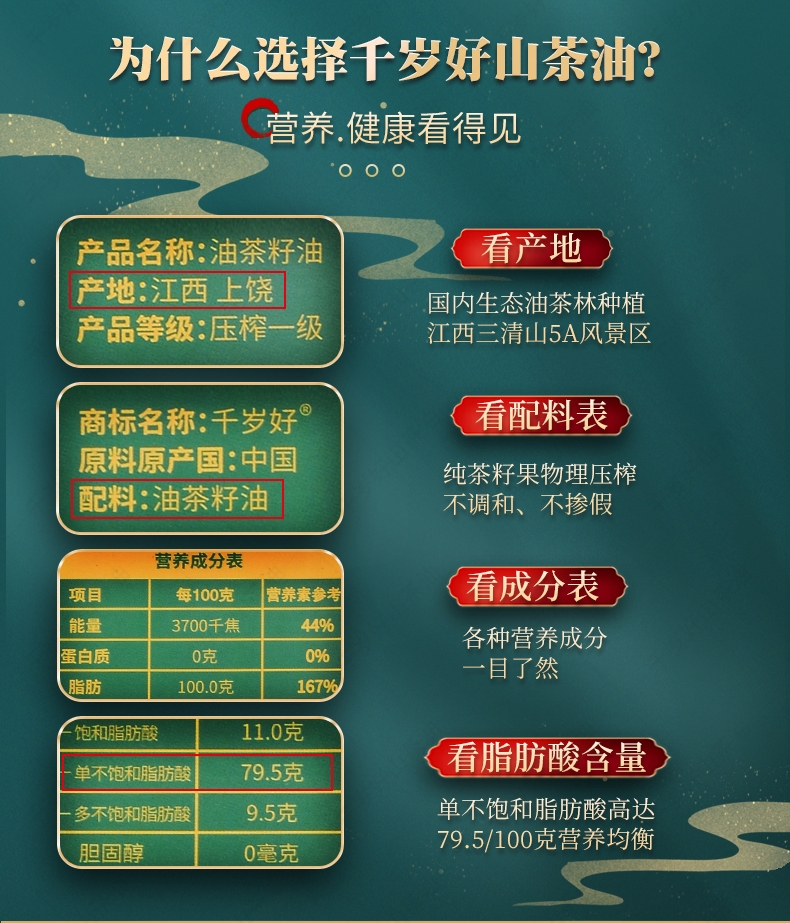 为什么选择千岁好山茶油?
营养.健康看得见
产品名称:油茶籽油
产地:江西 上饶
产品等级:压榨一级
看产地
国内生态油茶林种植
江西三清山5A风景区
商标名称:千岁好®
原料原产国:中国
配料:油茶籽油
看配料表
纯茶籽果物理压榨
不调和、不掺假
营养成分表
项目 每100克 营养素参考
能量 3700千焦 44%
蛋白质 0克 0%
脂肪 100.0克 167%
看成分表
各种营养成分
一目了然
一饱和脂肪酸 11.0克
一单不饱和脂肪酸 79.5克
一多不饱和脂肪酸 9.5克
胆固醇 0毫克
看脂肪酸含量
单不饱和脂肪酸高达
79.5/100克营养均衡